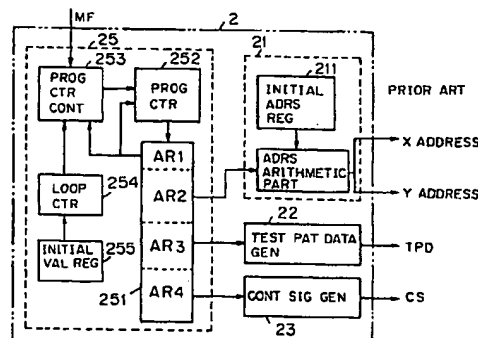 MF
2
25
253
252
21
211
PROG
CTR
CONT
PROG
CTR
INITIAL
ADRS
REG
PRIOR ART
AR1
ADRS
ARITHMETIC
PART
X ADDRESS
Y ADDRESS
LOOP
CTR
254
AR2
22
INITIAL
VAL REG
255
AR3
TEST PAT DATA
GEN
TPD
251
AR4
CONT SIG GEN
CS
23